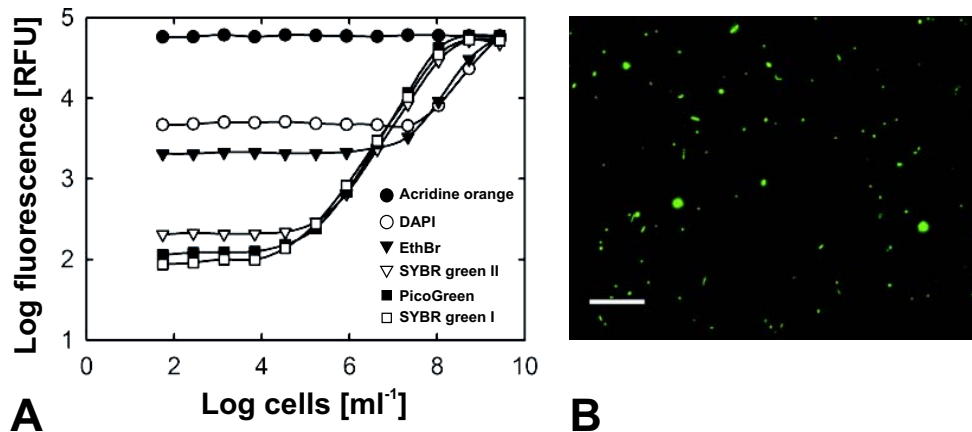 5
4
3
2
1
Log fluorescence [RFU]
Acridine orange
DAPI
EthBr
SYBR green II
PicoGreen
SYBR green I
0 2 4 6 8 10
Log cells [ml⁻¹]
A
B